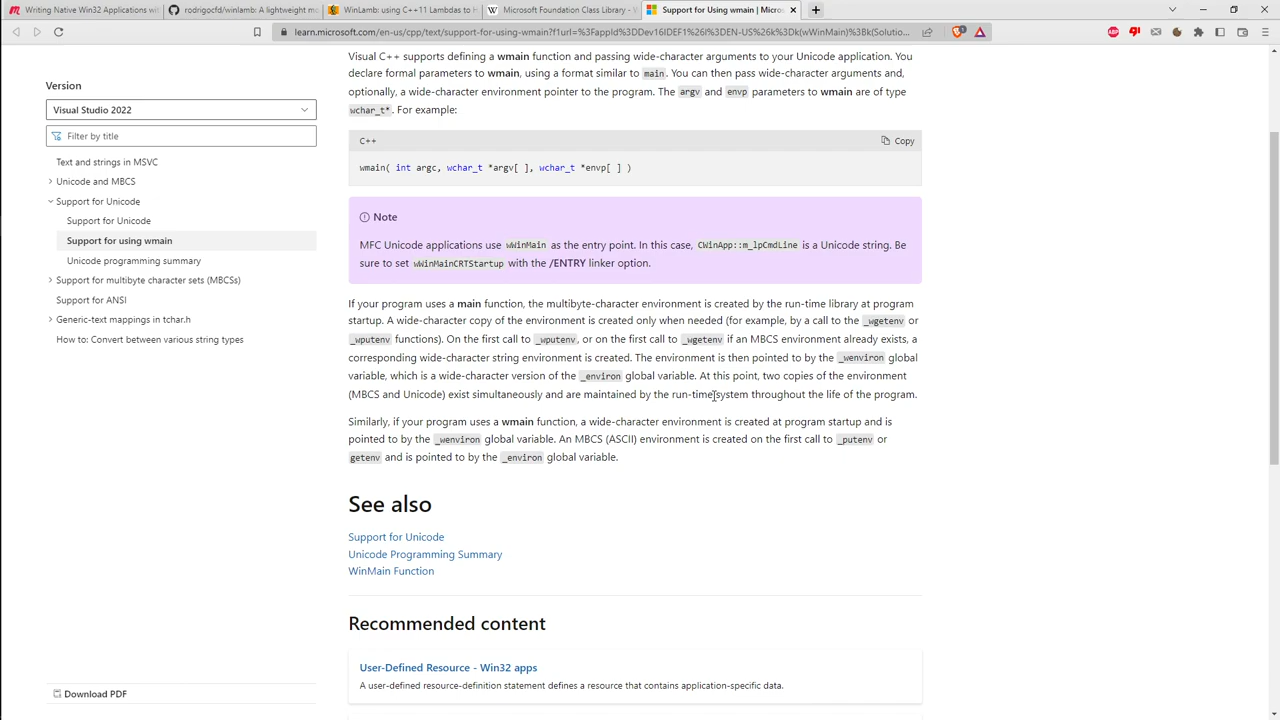 Writing Native Win32 Applications with
rodrigocfd/winlamb: A lightweight mo
WinLamb: using C++11 Lambdas to H
Microsoft Foundation Class Library - W
Support for Using wmain | Microsoft
learn.microsoft.com/en-us/cpp/text/support-for-using-wmain?f1url=%3FappId%3DDev16IDEF1%26l%3DEN-US%26k%3Dk(wWinMain)%3Bk(Solution...
Version
Visual Studio 2022
Filter by title
Text and strings in MSVC
Unicode and MBCS
Support for Unicode
Support for Unicode
Support for using wmain
Unicode programming summary
Support for multibyte character sets (MBCSs)
Support for ANSI
Generic-text mappings in tchar.h
How to: Convert between various string types
Download PDF
Visual C++ supports defining a wmain function and passing wide-character arguments to your Unicode application. You
declare formal parameters to wmain, using a format similar to main. You can then pass wide-character arguments and,
optionally, a wide-character environment pointer to the program. The argv and envp parameters to wmain are of type
wchar_t*. For example:
C++
Copy
wmain( int argc, wchar_t *argv[ ], wchar_t *envp[ ] )
Note
MFC Unicode applications use wWinMain as the entry point. In this case, CWinApp::m_lpCmdLine is a Unicode string. Be
sure to set wWinMainCRTStartup with the /ENTRY linker option.
If your program uses a main function, the multibyte-character environment is created by the run-time library at program
startup. A wide-character copy of the environment is created only when needed (for example, by a call to the _wgetenv or
_wputenv functions). On the first call to _wputenv, or on the first call to _wgetenv if an MBCS environment already exists, a
corresponding wide-character string environment is created. The environment is then pointed to by the _wenviron global
variable, which is a wide-character version of the _environ global variable. At this point, two copies of the environment
(MBCS and Unicode) exist simultaneously and are maintained by the run-time system throughout the life of the program.
Similarly, if your program uses a wmain function, a wide-character environment is created at program startup and is
pointed to by the _wenviron global variable. An MBCS (ASCII) environment is created on the first call to _putenv or
getenv and is pointed to by the _environ global variable.
See also
Support for Unicode
Unicode Programming Summary
WinMain Function
Recommended content
User-Defined Resource - Win32 apps
A user-defined resource-definition statement defines a resource that contains application-specific data.